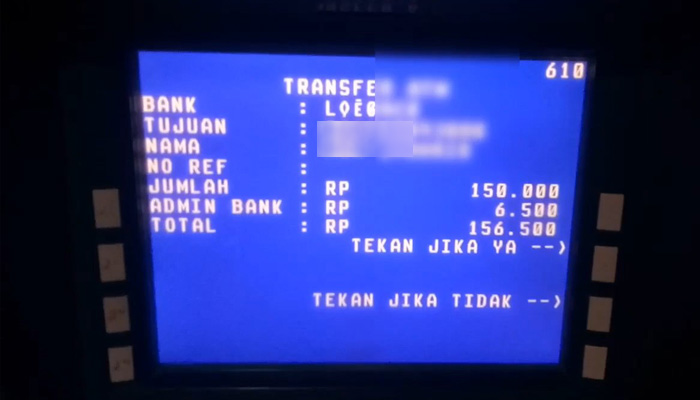 610
TRANSFE
BANK :
TUJUAN :
NAMA :
NO REF :
JUMLAH : RP 150.000
ADMIN BANK : RP 6.500
TOTAL : RP 156.500
TEKAN JIKA YA -->
TEKAN JIKA TIDAK -->